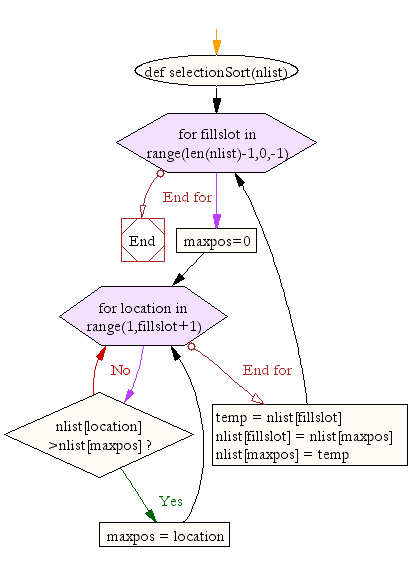 def selectionSort(nlist)
for fillslot in
range(len(nlist)-1,0,-1)
End for
End
maxpos=0
for location in
range(1,fillslot+1)
No
End for
nlist[location]
>nlist[maxpos] ?
temp = nlist[fillslot]
nlist[fillslot] = nlist[maxpos]
nlist[maxpos] = temp
Yes
maxpos = location